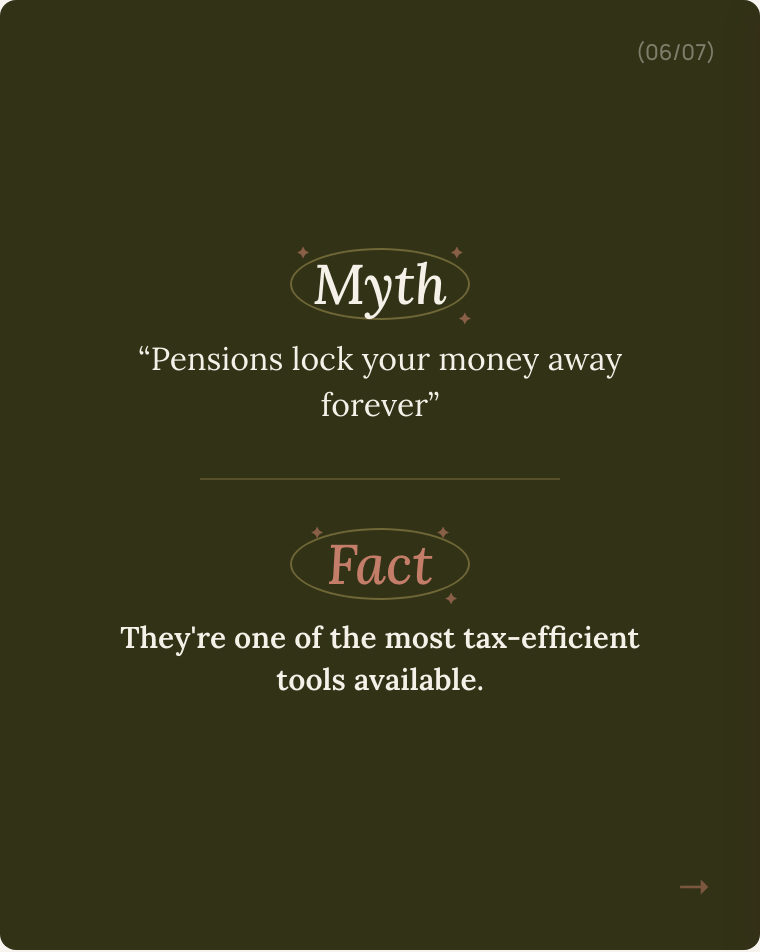 (06/07)
Myth
“Pensions lock your money away
forever”
Fact
They're one of the most tax-efficient
tools available.